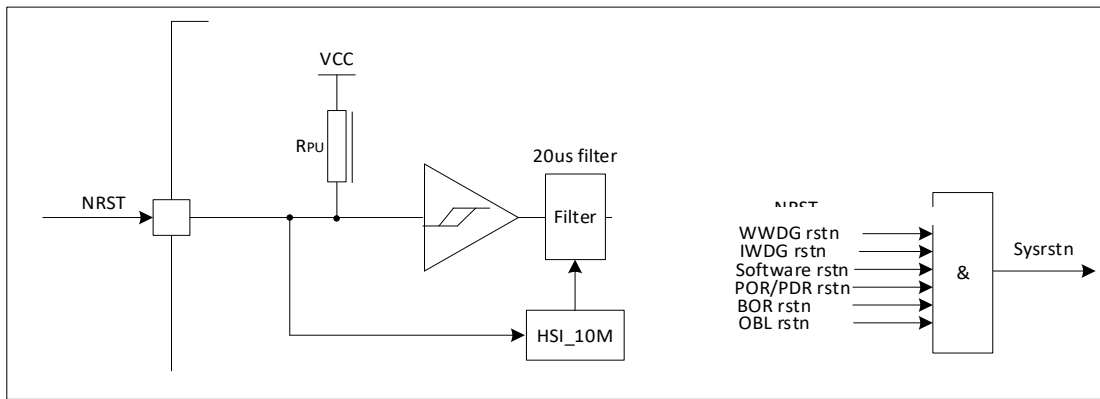 VCC
RPU
20us filter
NRST
Filter
HSI_10M
NRST
WWDG rstn
IWDG rstn
Software rstn
POR/PDR rstn
BOR rstn
OBL rstn
&
Sysrstn